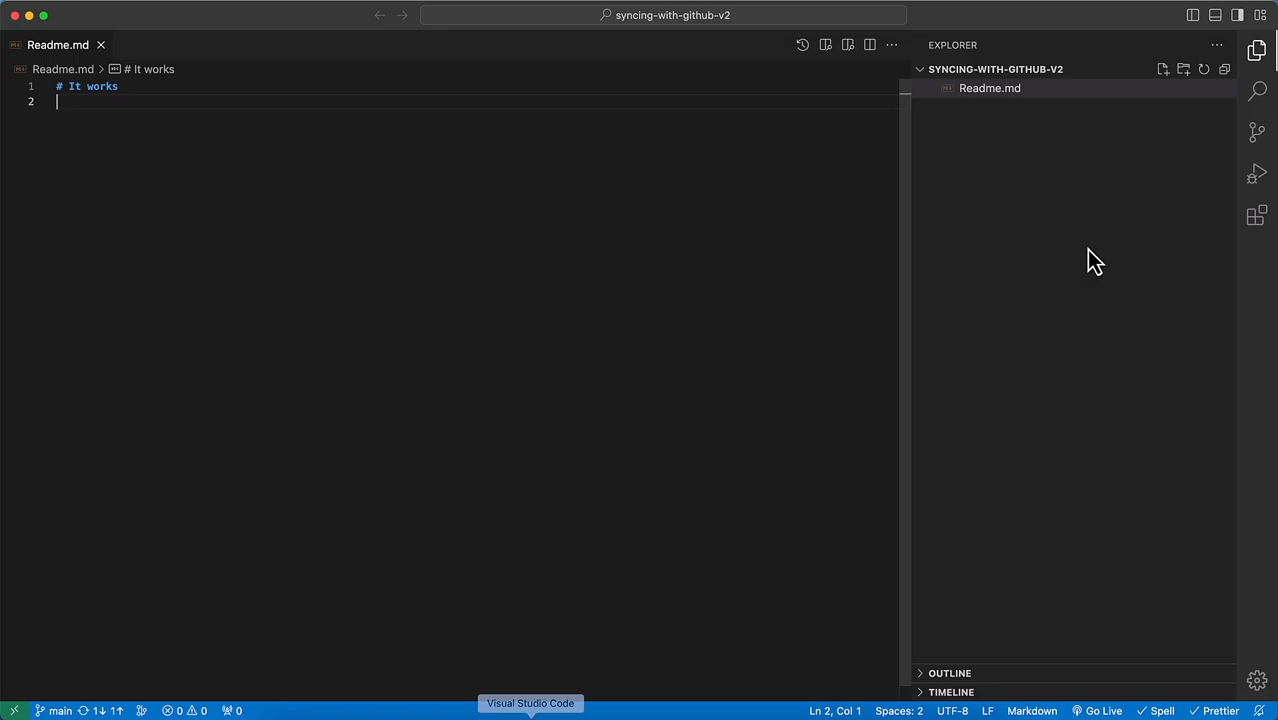 syncing-with-github-v2
Readme.md
EXPLORER
Readme.md > # It works
SYNCING-WITH-GITHUB-V2
1 # It works
2
Readme.md
OUTLINE
TIMELINE
Visual Studio Code
main 1↓ 1↑ 0 0 0
Ln 2, Col 1 Spaces: 2 UTF-8 LF Markdown Go Live Spell Prettier